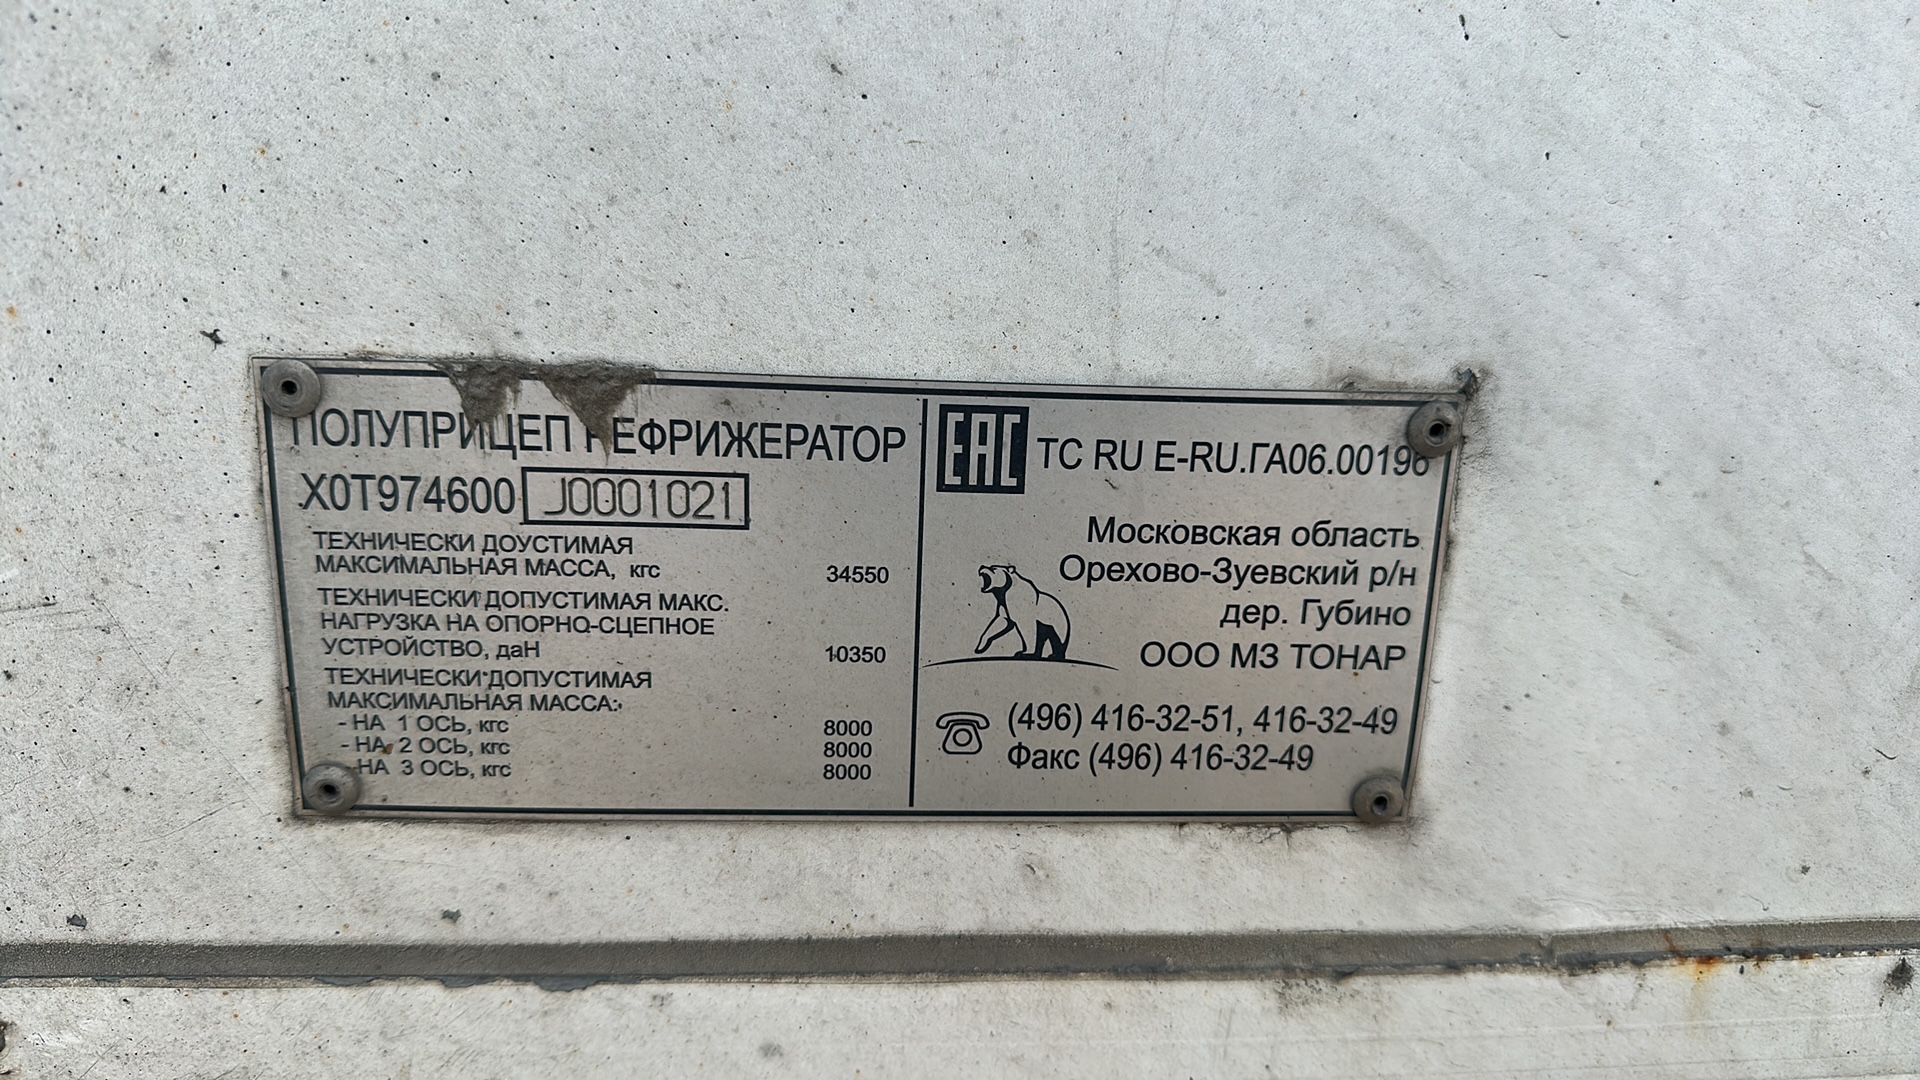 ПОЛУПРИЦЕП РЕФРИЖЕРАТОР
X0T974600 J0001021
ТЕХНИЧЕСКИ ДОУСТИМАЯ
МАКСИМАЛЬНАЯ МАССА, кгс 34550
ТЕХНИЧЕСКИ ДОПУСТИМАЯ МАКС.
НАГРУЗКА НА ОПОРНО-СЦЕПНОЕ
УСТРОЙСТВО, даН 10350
ТЕХНИЧЕСКИ ДОПУСТИМАЯ
МАКСИМАЛЬНАЯ МАССА:
- НА 1 ОСЬ, кгс 8000
- НА 2 ОСЬ, кгс 8000
- НА 3 ОСЬ, кгс 8000
EAC ТС RU E-RU.ГА06.00196
Московская область
Орехово-Зуевский р/н
дер. Губино
ООО МЗ ТОНАР
(496) 416-32-51, 416-32-49
Факс (496) 416-32-49